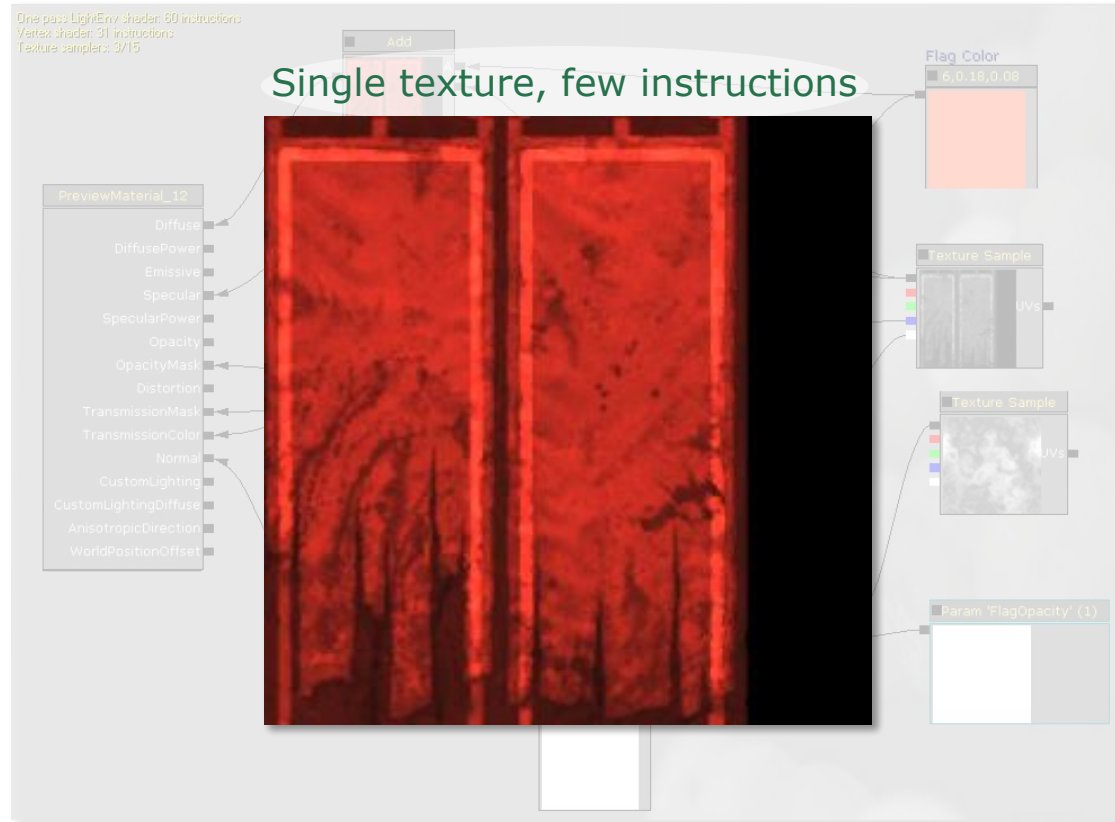 One pass LightEnv shader: 60 instructions
Vertex shader: 31 instructions
Texture samplers: 3/15
Add
Single texture, few instructions
Flag Color
6,0.18,0.08
PreviewMaterial_12
Diffuse
DiffusePower
Emissive
Specular
SpecularPower
Opacity
OpacityMask
Distortion
TransmissionMask
TransmissionColor
Normal
CustomLighting
CustomLightingDiffuse
AnisotropicDirection
WorldPositionOffset
Texture Sample
UVs
Texture Sample
UVs
Param 'FlagOpacity' (1)